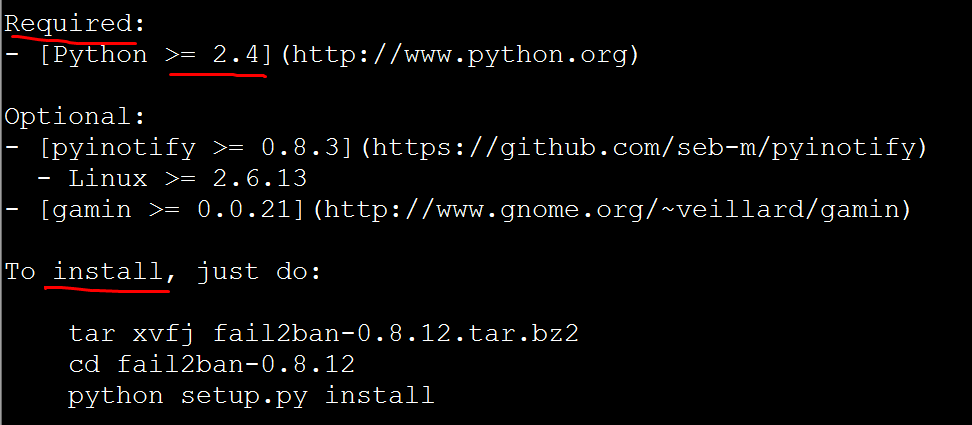 Required:
- [Python >= 2.4](http://www.python.org)
Optional:
- [pyinotify >= 0.8.3](https://github.com/seb-m/pyinotify)
- Linux >= 2.6.13
- [gamin >= 0.0.21](http://www.gnome.org/~veillard/gamin)
To install, just do:
tar xvfj fail2ban-0.8.12.tar.bz2
cd fail2ban-0.8.12
python setup.py install